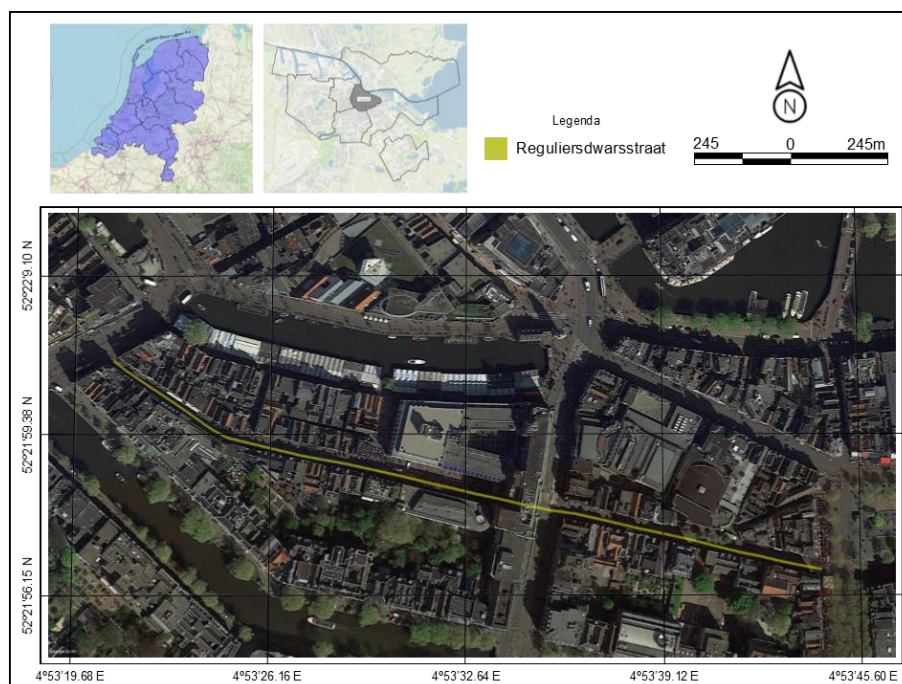 N
Legenda
Reguliersdwarsstraat
245 0 245m
52°22'9.10 N
52°21'59.38 N
52°21'56.15 N
4°53'19.68 E 4°53'26.16 E 4°53'32.64 E 4°53'39.12 E 4°53'45.60 E